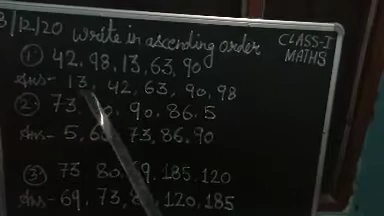 3/12/20 Write in ascending order CLASS-I
MATHS
① 42, 98, 13, 63, 90
Ans- 13, 42, 63, 90, 98
② 73, 90, 86, 5
Ans- 5, 73, 86, 90
③ 73 80 185, 120
Ans- 69, 73, 120, 185